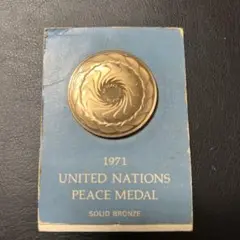 1971
UNITED NATIONS
PEACE MEDAL
SOLID BRONZE